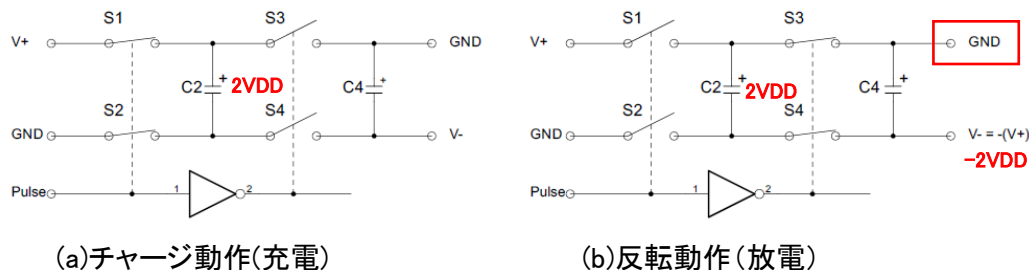 S1 S3
V+ GND
C2 + 2VDD C4 +
S2 S4
GND V-
Pulse 1 2
(a)チャージ動作(充電)
S1 S3
V+ GND
C2 + 2VDD C4 +
S2 S4
GND V- = -(V+)
-2VDD
Pulse 1 2
(b)反転動作(放電)